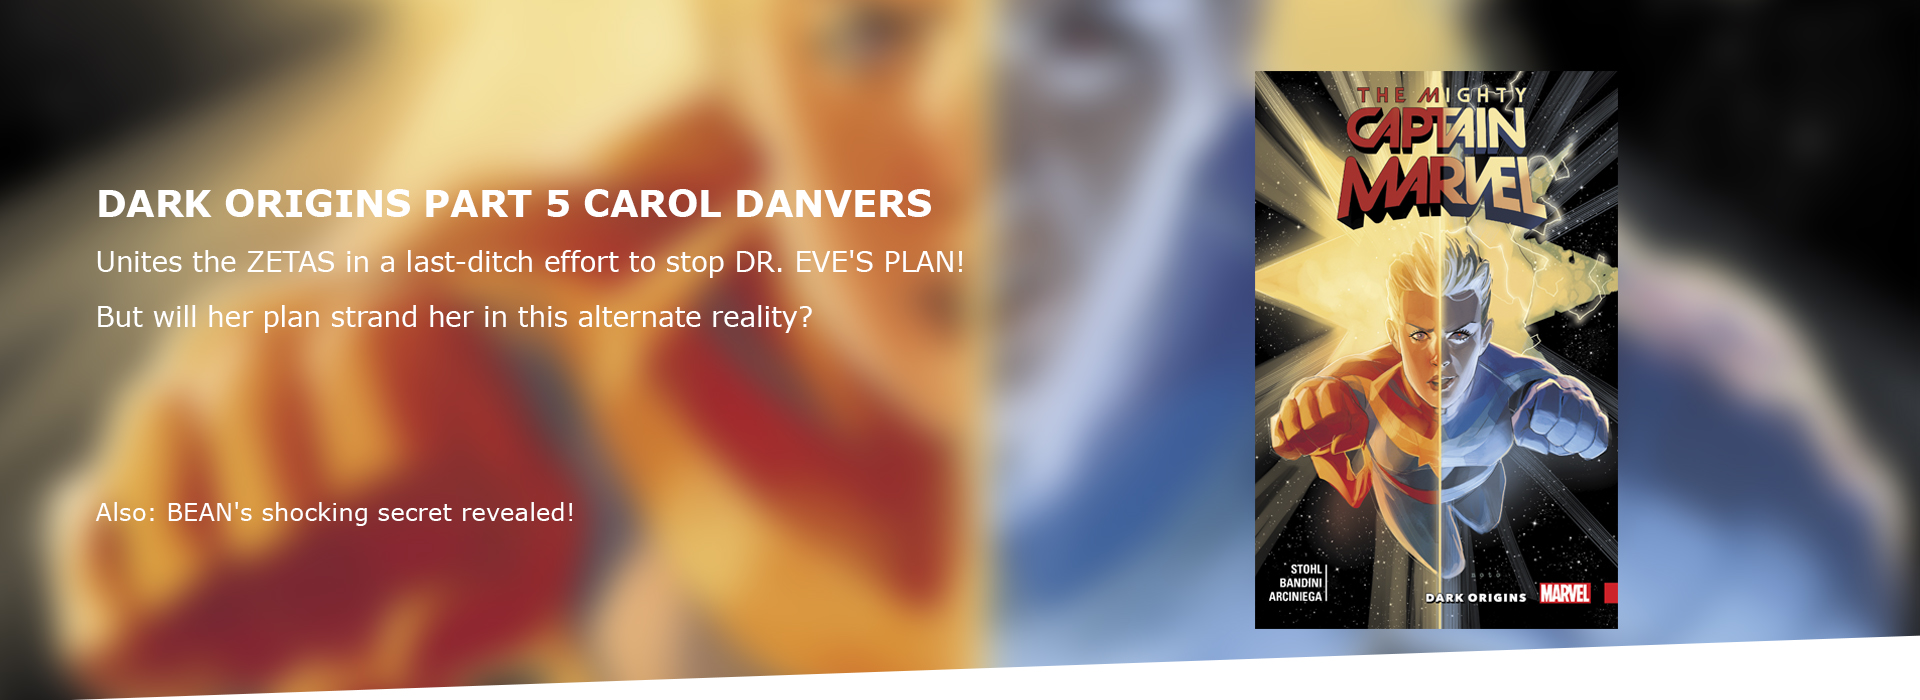 DARK ORIGINS PART 5 CAROL DANVERS
Unites the ZETAS in a last-ditch effort to stop DR. EVE'S PLAN!
But will her plan strand her in this alternate reality?
Also: BEAN's shocking secret revealed!
THE MIGHTY
CAPTAIN
MARVEL
noto
STOHL
BANDINI
ARCINIEGA
DARK ORIGINS
MARVEL